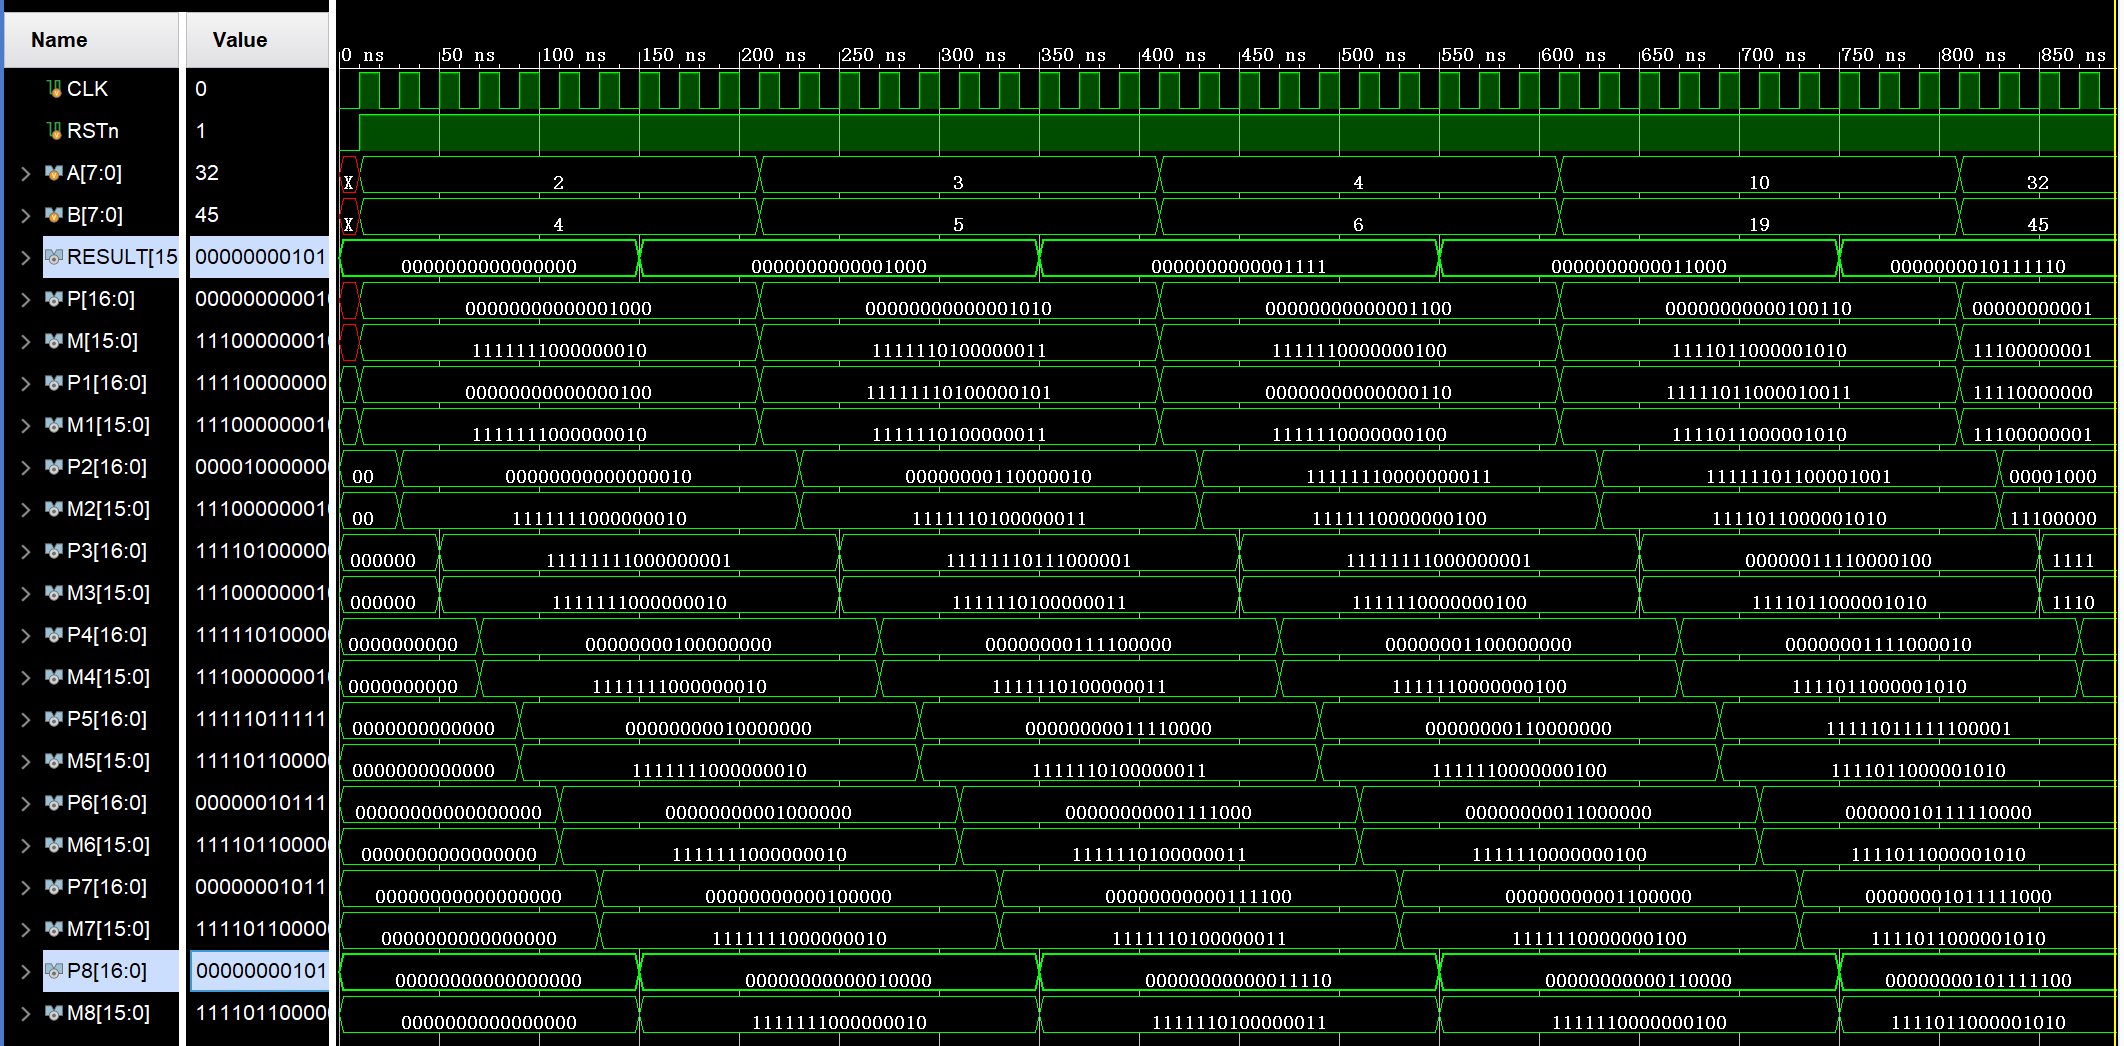 Name Value
0 ns 50 ns 100 ns 150 ns 200 ns 250 ns 300 ns 350 ns 400 ns 450 ns 500 ns 550 ns 600 ns 650 ns 700 ns 750 ns 800 ns 850 ns
CLK 0
RSTn 1
A[7:0] 32 X 2 3 4 10 32
B[7:0] 45 X 4 5 6 19 45
RESULT[15 00000000101 0000000000000000 0000000000001000 0000000000001111 0000000000011000 0000000010111110
P[16:0] 00000000001 00000000000001000 00000000000001010 00000000000001100 00000000000100110 00000000001
M[15:0] 11100000001 1111111000000010 1111110100000011 1111110000000100 1111011000001010 11100000001
P1[16:0] 11110000000 00000000000000100 11111110100000101 00000000000000110 11111011000010011 11110000000
M1[15:0] 11100000001 1111111000000010 1111110100000011 1111110000000100 1111011000001010 11100000001
P2[16:0] 00001000000 00 00000000000000010 00000000110000010 11111111000000011 11111101100001001 00001000
M2[15:0] 11100000001 00 1111111000000010 1111110100000011 1111110000000100 1111011000001010 11100000
P3[16:0] 11110100000 000000 11111111000000001 11111110111000001 11111111000000001 00000011110000100 1111
M3[15:0] 11100000001 000000 1111111000000010 1111110100000011 1111110000000100 1111011000001010 1110
P4[16:0] 11111010000 0000000000 00000000100000000 00000000111100000 00000001100000000 00000001111000010
M4[15:0] 11100000001 0000000000 1111111000000010 1111110100000011 1111110000000100 1111011000001010
P5[16:0] 11111011111 0000000000000 00000000010000000 00000000011110000 00000000110000000 11111011111100001
M5[15:0] 11110110000 0000000000000 1111111000000010 1111110100000011 1111110000000100 1111011000001010
P6[16:0] 00000010111 00000000000000000 00000000001000000 00000000001111000 00000000011000000 00000010111110000
M6[15:0] 11110110000 0000000000000000 1111111000000010 1111110100000011 1111110000000100 1111011000001010
P7[16:0] 00000001011 00000000000000000 00000000000100000 00000000000111100 00000000001100000 00000001011111000
M7[15:0] 11110110000 0000000000000000 1111111000000010 1111110100000011 1111110000000100 1111011000001010
P8[16:0] 00000000101 00000000000000000 00000000000010000 00000000000011110 00000000000110000 00000000101111100
M8[15:0] 11110110000 0000000000000000 1111111000000010 1111110100000011 1111110000000100 1111011000001010